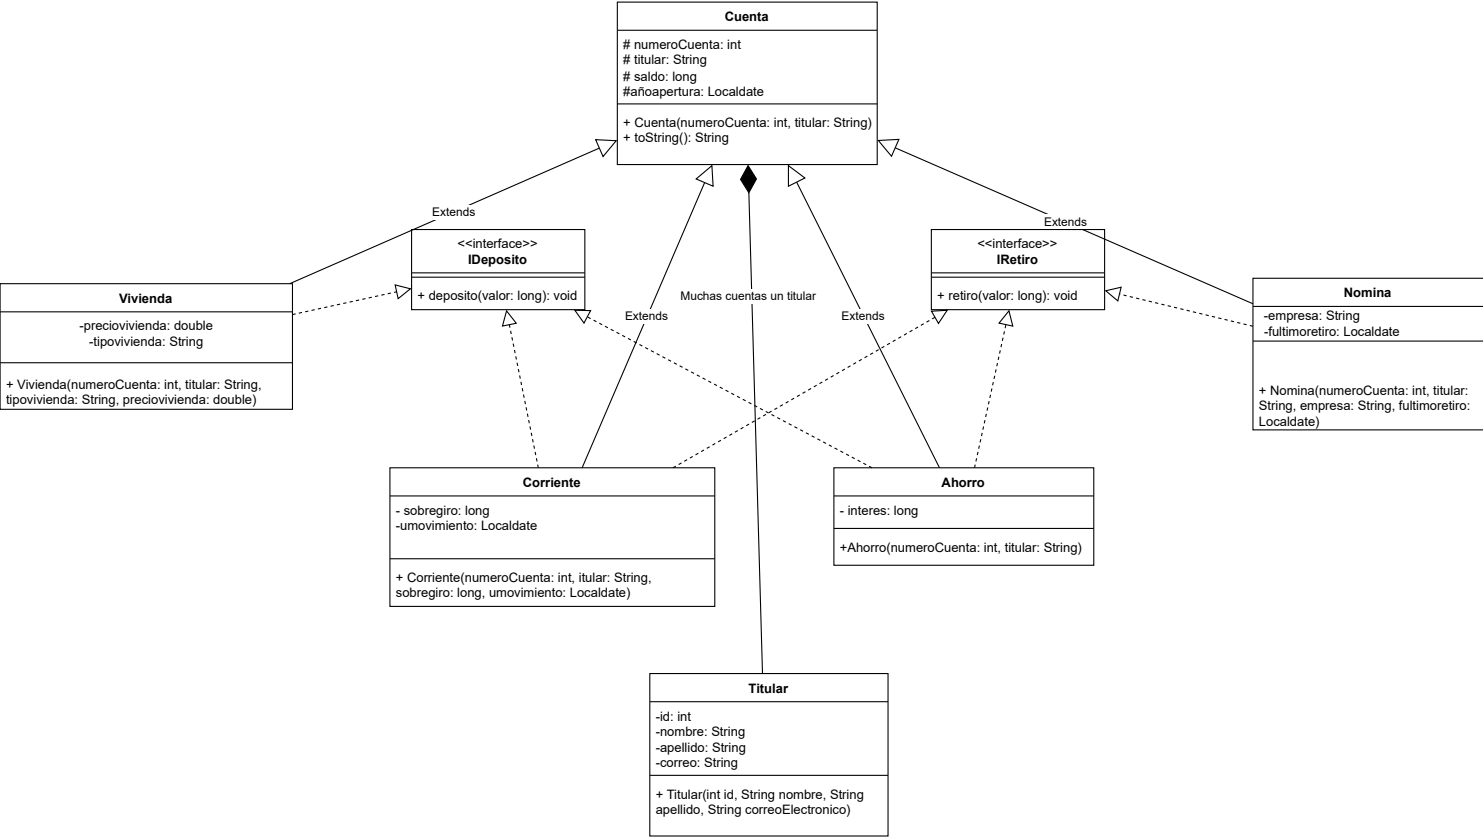 Cuenta
# numeroCuenta: int
# titular: String
# saldo: long
#añoapertura: Localdate
+ Cuenta(numeroCuenta: int, titular: String)
+ toString(): String
Extends
Extends
<<interface>>
IDeposito
+ deposito(valor: long): void
<<interface>>
IRetiro
+ retiro(valor: long): void
Vivienda
-preciovivienda: double
-tipovivienda: String
+ Vivienda(numeroCuenta: int, titular: String,
tipovivienda: String, preciovivienda: double)
Muchas cuentas un titular
Extends
Extends
Nomina
-empresa: String
-fultimoretiro: Localdate
+ Nomina(numeroCuenta: int, titular:
String, empresa: String, fultimoretiro:
Localdate)
Corriente
- sobregiro: long
-umovimiento: Localdate
+ Corriente(numeroCuenta: int, itular: String,
sobregiro: long, umovimiento: Localdate)
Ahorro
- interes: long
+Ahorro(numeroCuenta: int, titular: String)
Titular
-id: int
-nombre: String
-apellido: String
-correo: String
+ Titular(int id, String nombre, String
apellido, String correoElectronico)